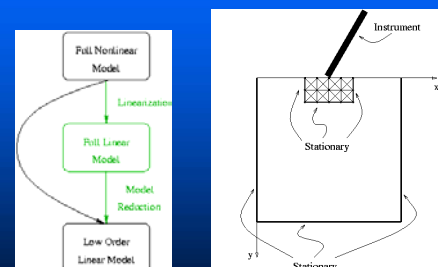 Full Nonlinear
Model
Linearization
Full Linear
Model
Model
Reduction
Low Order
Linear Model
Instrument
x
Stationary
y
Stationary